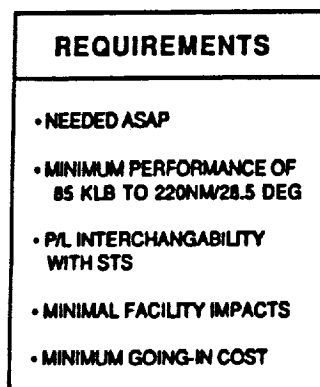 REQUIREMENTS
• NEEDED ASAP
• MINIMUM PERFORMANCE OF
85 KLB TO 220NM/28.5 DEG
• P/L INTERCHANGABILITY
WITH STS
• MINIMAL FACILITY IMPACTS
• MINIMUM GOING-IN COST